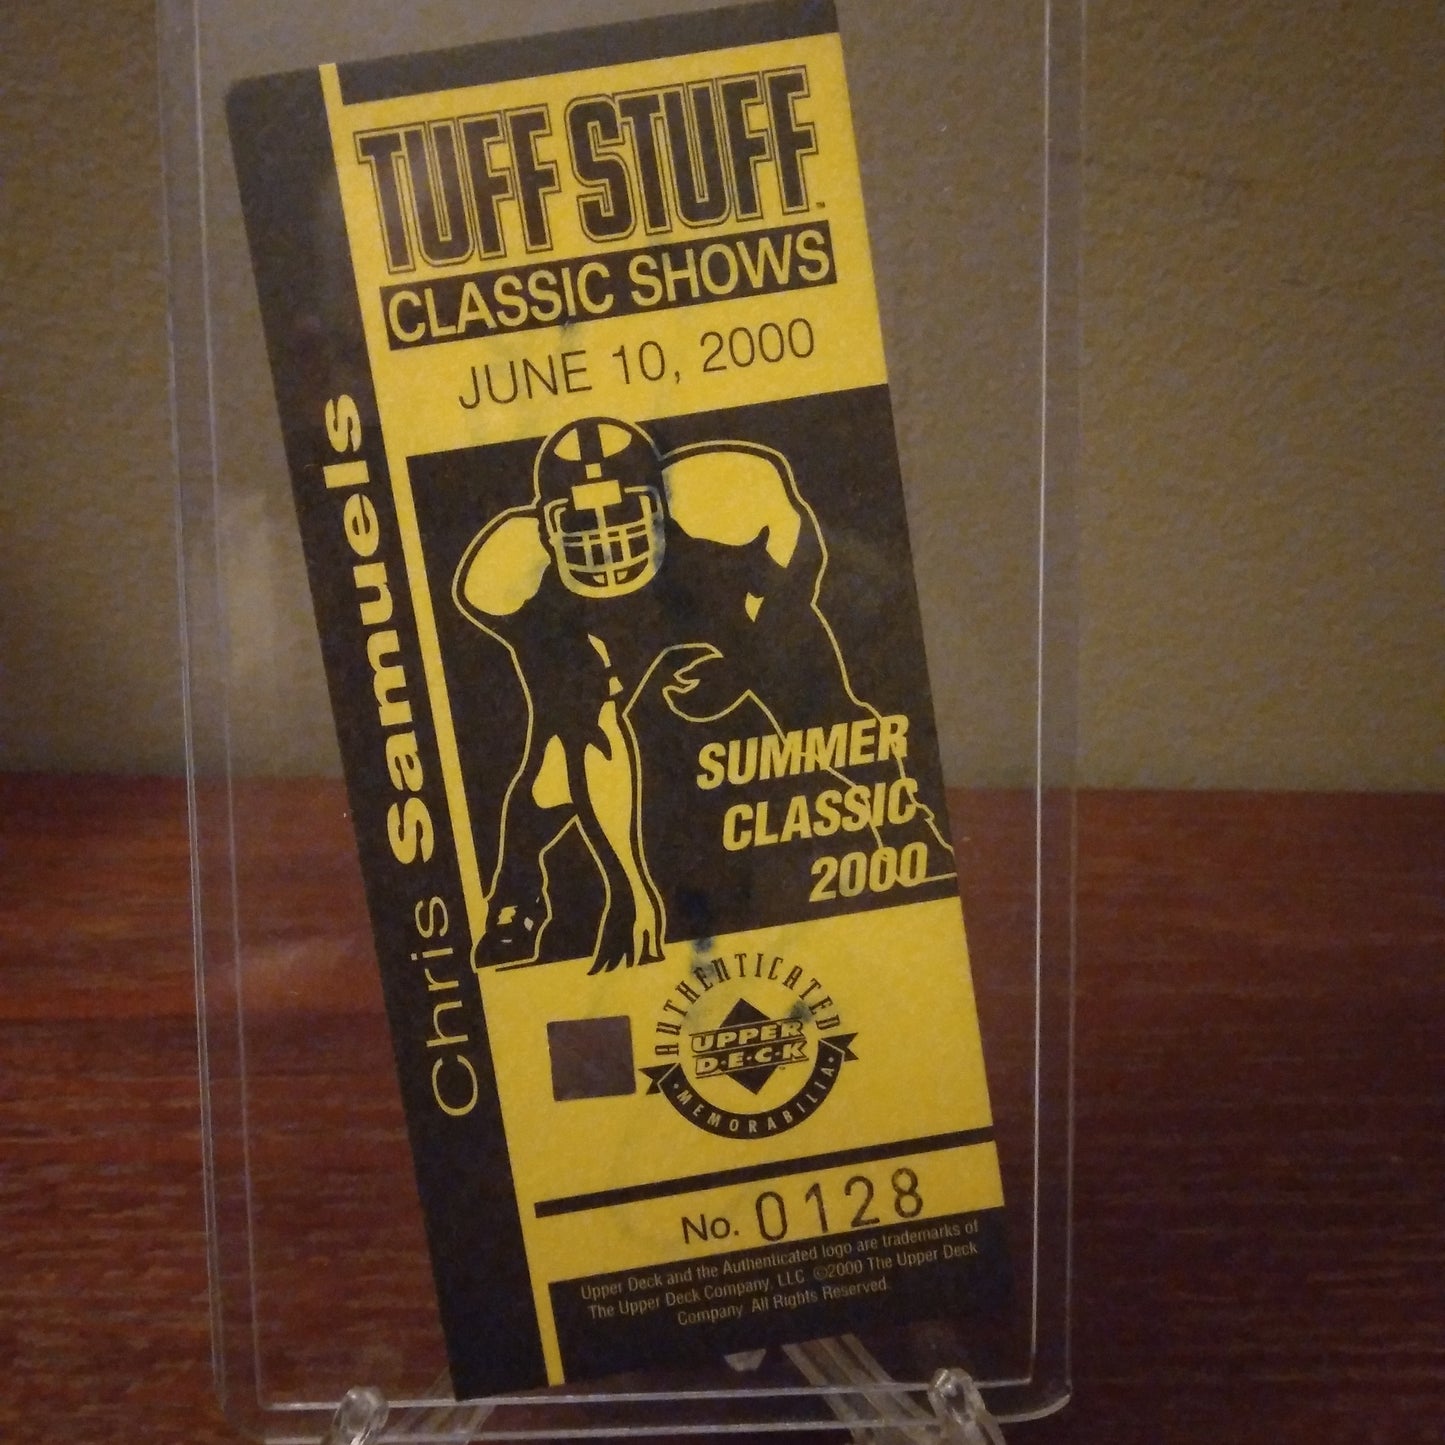 TUFF STUFF™
CLASSIC SHOWS
JUNE 10, 2000
Chris Samuels
SUMMER
CLASSIC
2000
AUTHENTICATED
UPPER
D·E·C·K™
·MEMORABILIA·
No. 0128
Upper Deck and the Authenticated logo are trademarks of
The Upper Deck Company, LLC ©2000 The Upper Deck
Company. All Rights Reserved.